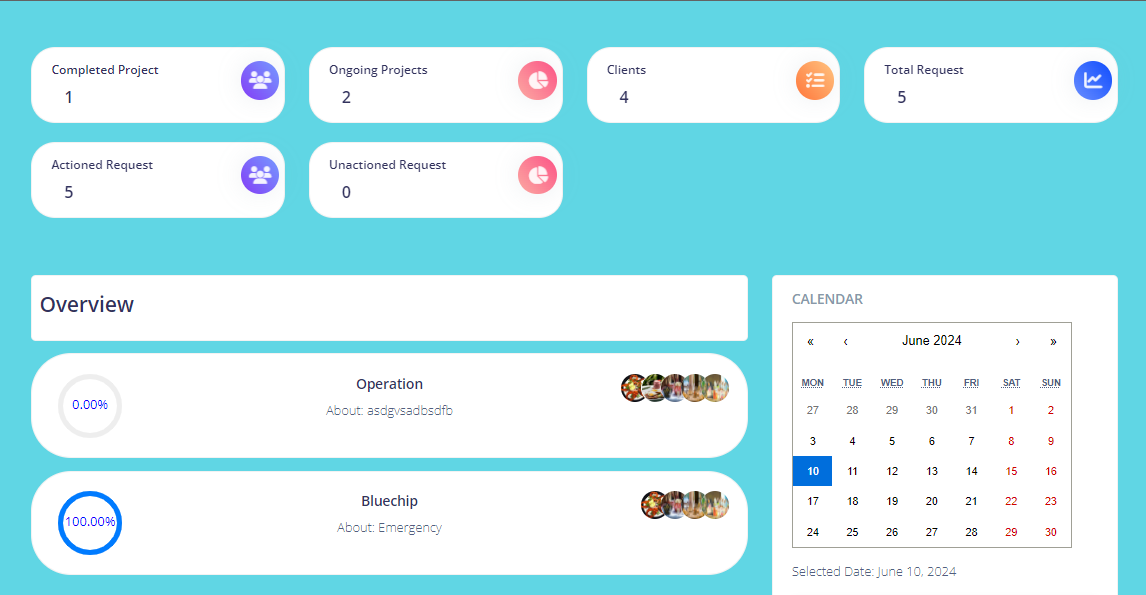 Completed Project
1
Ongoing Projects
2
Clients
4
Total Request
5
Actioned Request
5
Unactioned Request
0
Overview
0.00%
Operation
About: asdgvsadbsdfb
100.00%
Bluechip
About: Emergency
CALENDAR
« ‹ June 2024 › »
MON TUE WED THU FRI SAT SUN
27 28 29 30 31 1 2
3 4 5 6 7 8 9
10 11 12 13 14 15 16
17 18 19 20 21 22 23
24 25 26 27 28 29 30
Selected Date: June 10, 2024